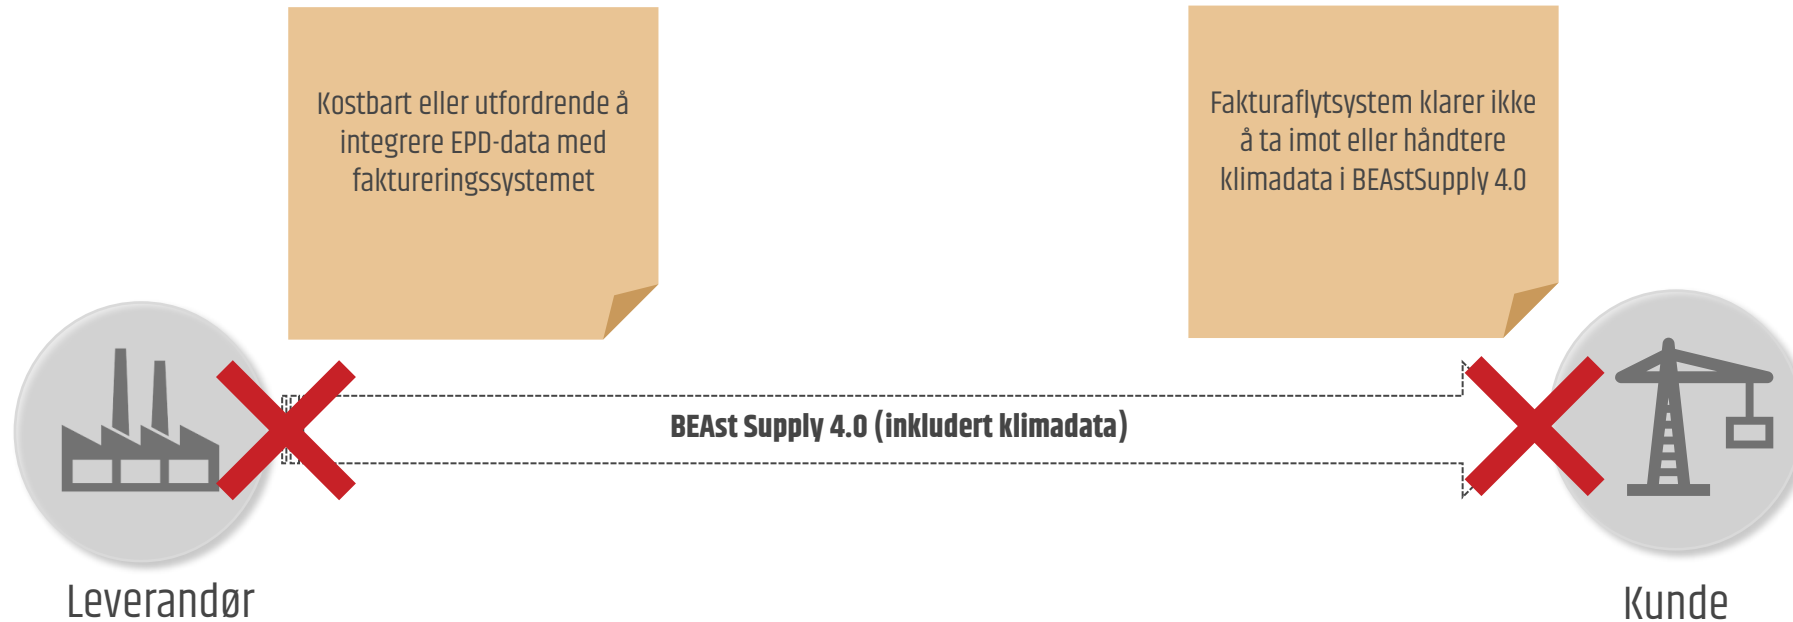 Kostbart eller utfordrende å
integrere EPD-data med
faktureringssystemet
Fakturaflytsystem klarer ikke
å ta imot eller håndtere
klimadata i BEAstSupply 4.0
BEAst Supply 4.0 (inkludert klimadata)
Leverandør
Kunde